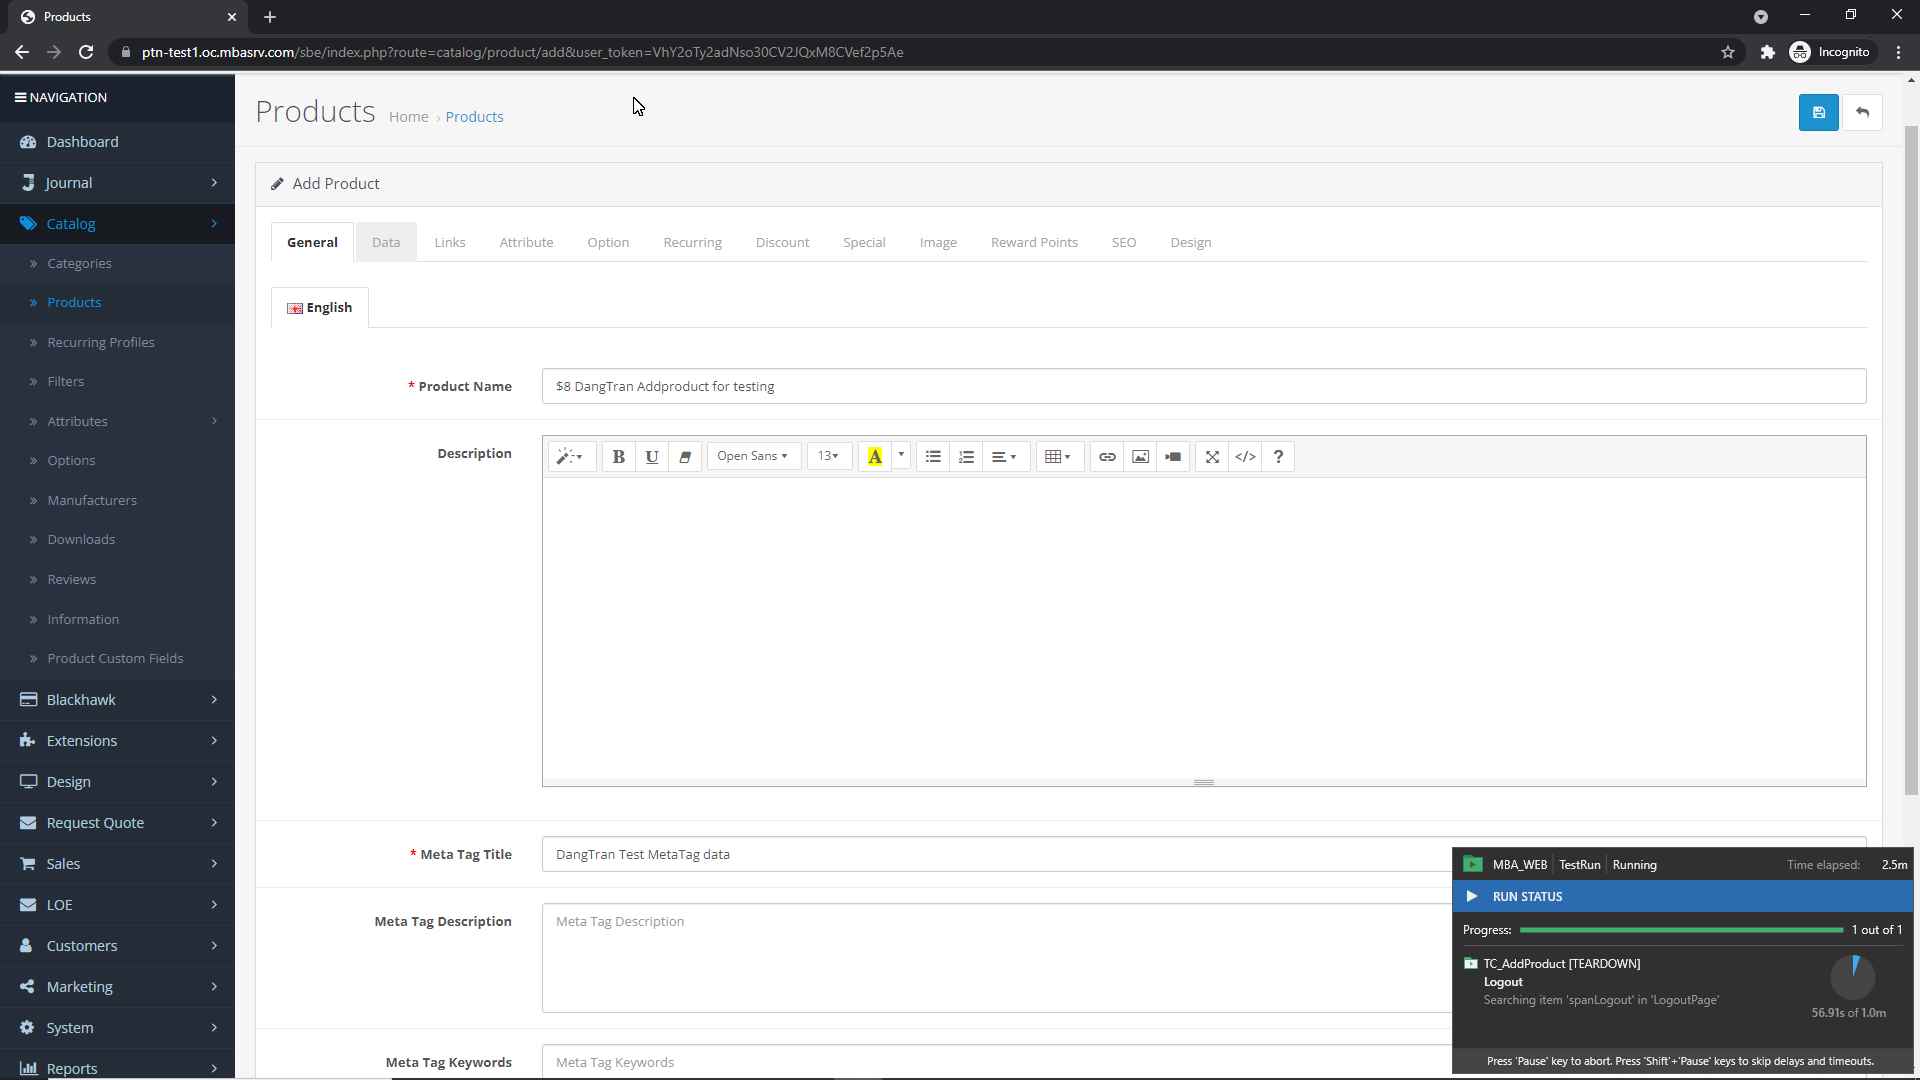 Products
ptn-test1.oc.mbasrv.com/sbe/index.php?route=catalog/product/add&user_token=VhY2oTy2adNso30CV2JQxM8CVef2p5Ae
Incognito
NAVIGATION
Dashboard
Journal
Catalog
Categories
Products
Recurring Profiles
Filters
Attributes
Options
Manufacturers
Downloads
Reviews
Information
Product Custom Fields
Blackhawk
Extensions
Design
Request Quote
Sales
LOE
Customers
Marketing
System
Reports
Products Home › Products
Add Product
General Data Links Attribute Option Recurring Discount Special Image Reward Points SEO Design
English
* Product Name $8 DangTran Addproduct for testing
Description
B U Open Sans 13 A </> ?
* Meta Tag Title DangTran Test MetaTag data
Meta Tag Description Meta Tag Description
Meta Tag Keywords Meta Tag Keywords
MBA_WEB TestRun Running Time elapsed: 2.5m
RUN STATUS
Progress: 1 out of 1
TC_AddProduct [TEARDOWN]
Logout
Searching item 'spanLogout' in 'LogoutPage'
56.91s of 1.0m
Press 'Pause' key to abort. Press 'Shift'+'Pause' keys to skip delays and timeouts.